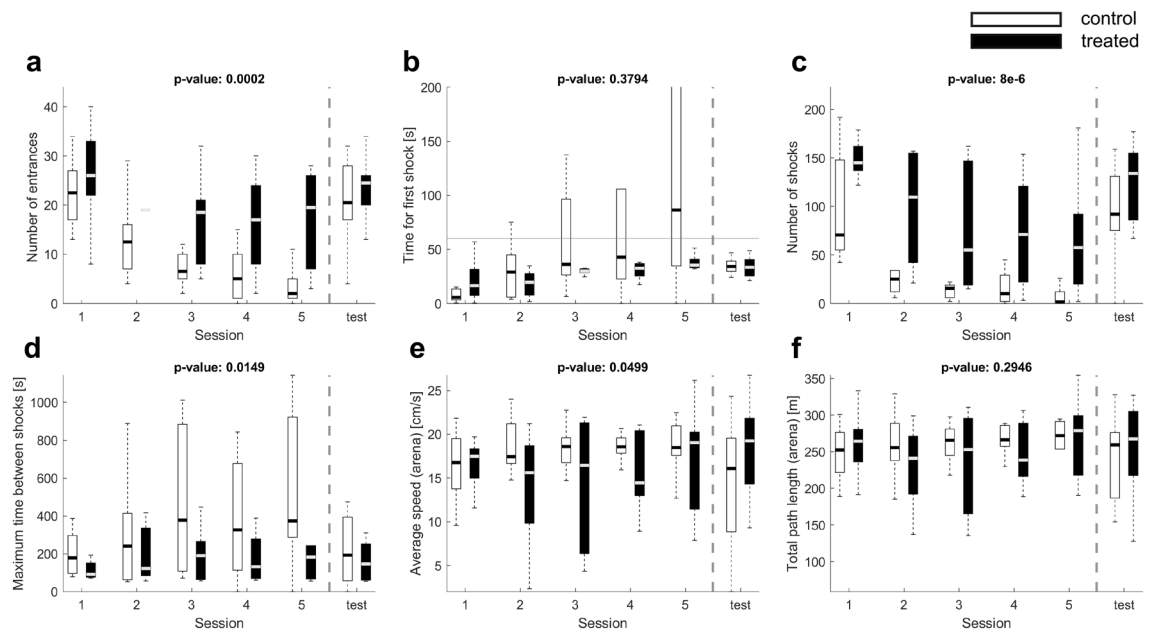 control
treated
a
p-value: 0.0002
Number of entrances
40
30
20
10
0
1 2 3 4 5 test
Session
b
p-value: 0.3794
Time for first shock [s]
200
150
100
50
0
1 2 3 4 5 test
Session
c
p-value: 8e-6
Number of shocks
200
150
100
50
0
1 2 3 4 5 test
Session
d
p-value: 0.0149
Maximum time between shocks [s]
1000
800
600
400
200
0
1 2 3 4 5 test
Session
e
p-value: 0.0499
Average speed (arena) [cm/s]
25
20
15
10
5
1 2 3 4 5 test
Session
f
p-value: 0.2946
Total path length (arena) [m]
350
300
250
200
150
100
1 2 3 4 5 test
Session